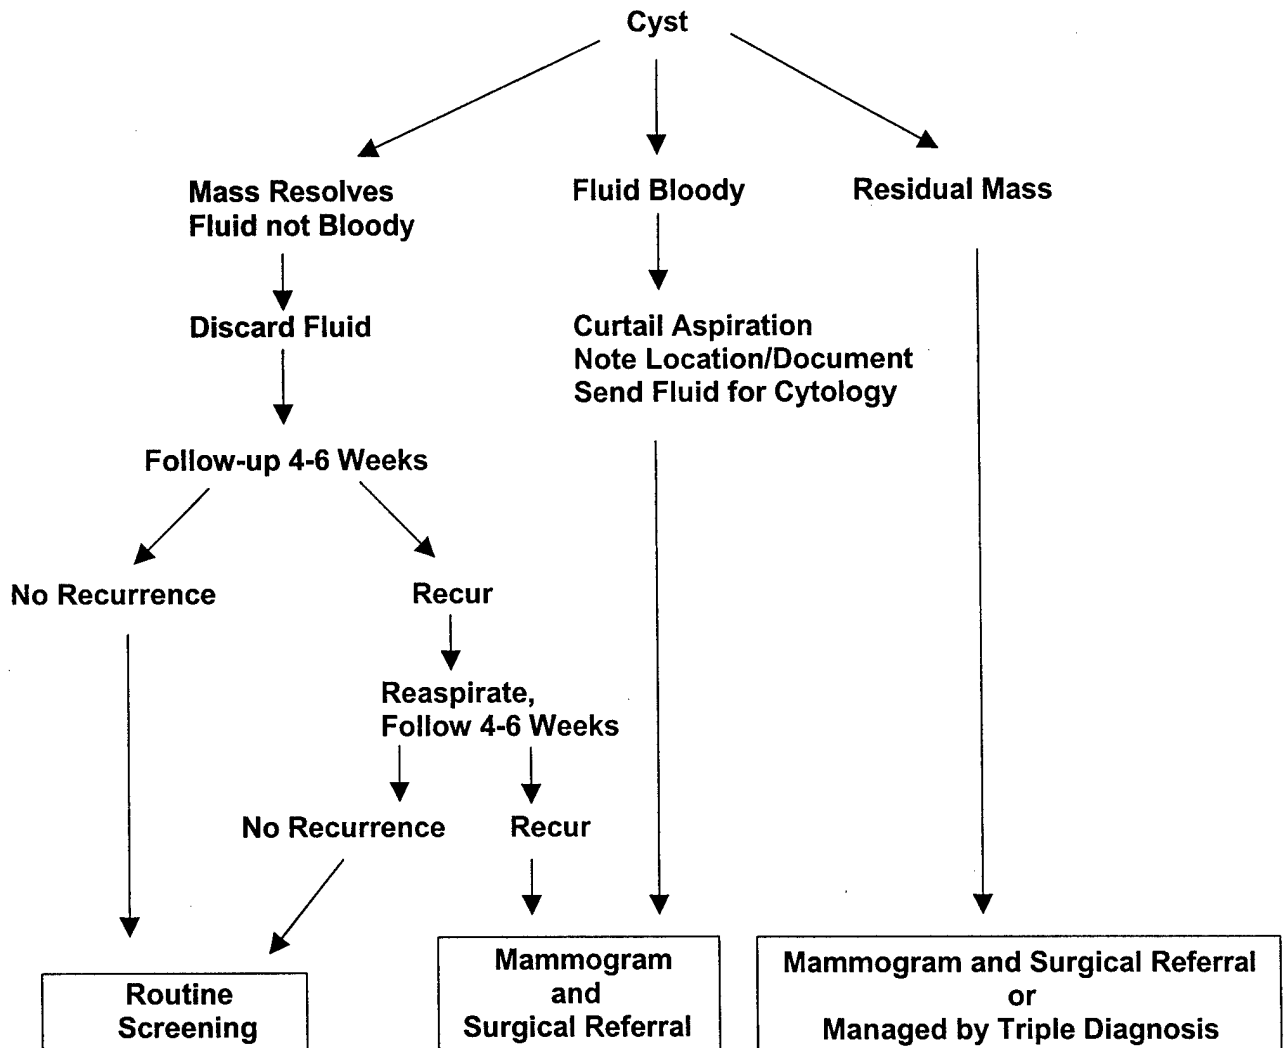 Cyst
Mass Resolves
Fluid not Bloody
Fluid Bloody
Residual Mass
Discard Fluid
Curtail Aspiration
Note Location/Document
Send Fluid for Cytology
Follow-up 4-6 Weeks
No Recurrence
Recur
Reaspirate,
Follow 4-6 Weeks
No Recurrence
Recur
Routine
Screening
Mammogram
and
Surgical Referral
Mammogram and Surgical Referral
or
Managed by Triple Diagnosis